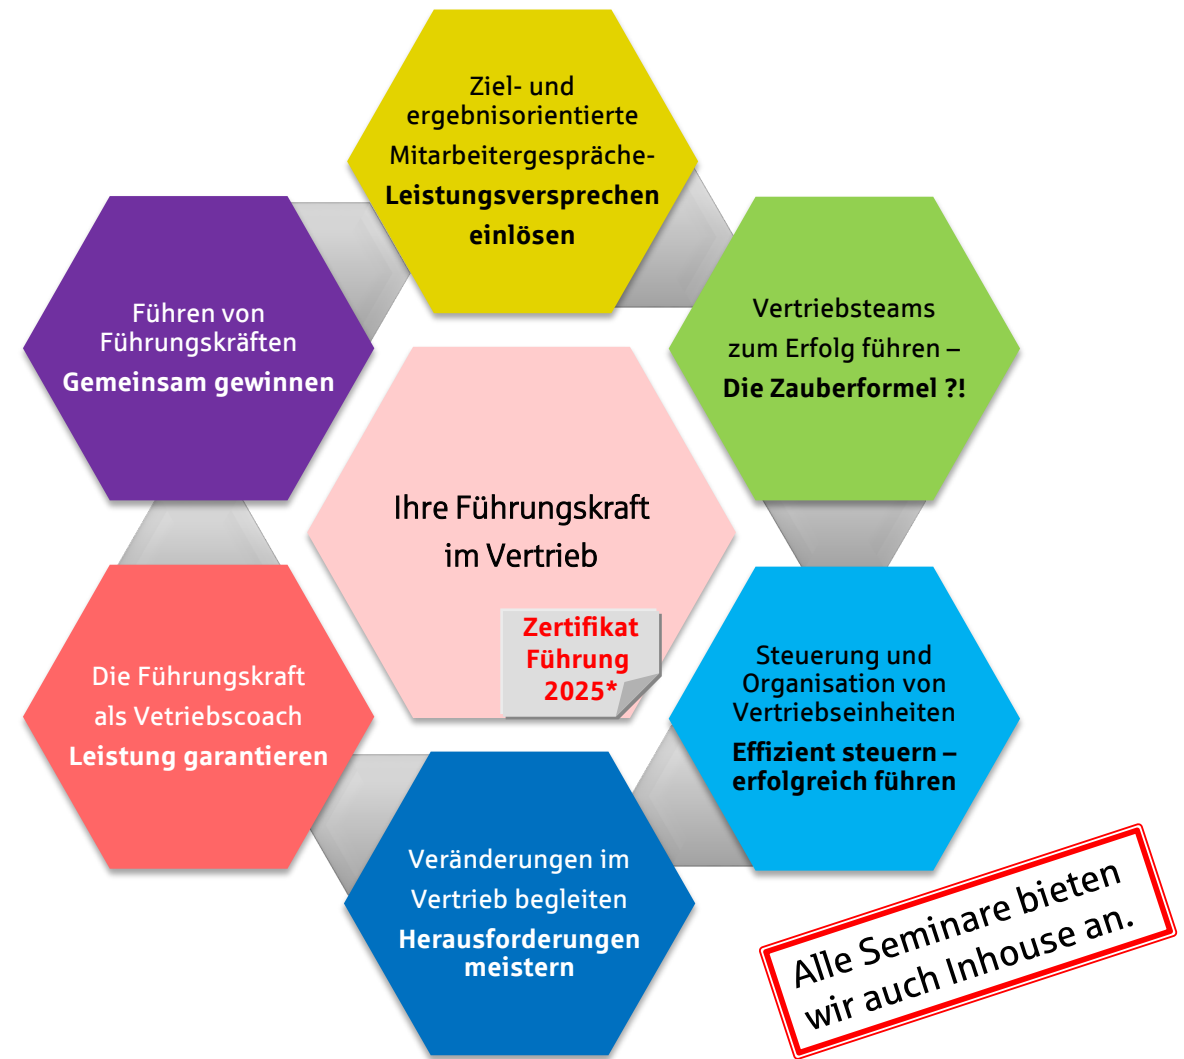 Ziel- und
ergebnisorientierte
Mitarbeitergespräche-
Leistungsversprechen
einlösen
Führen von
Führungskräften
Gemeinsam gewinnen
Vertriebsteams
zum Erfolg führen –
Die Zauberformel ?!
Ihre Führungskraft
im Vertrieb
Zertifikat
Führung
2025*
Die Führungskraft
als Vetriebscoach
Leistung garantieren
Steuerung und
Organisation von
Vertriebseinheiten
Effizient steuern –
erfolgreich führen
Veränderungen im
Vertrieb begleiten
Herausforderungen
meistern
Alle Seminare bieten
wir auch Inhouse an.